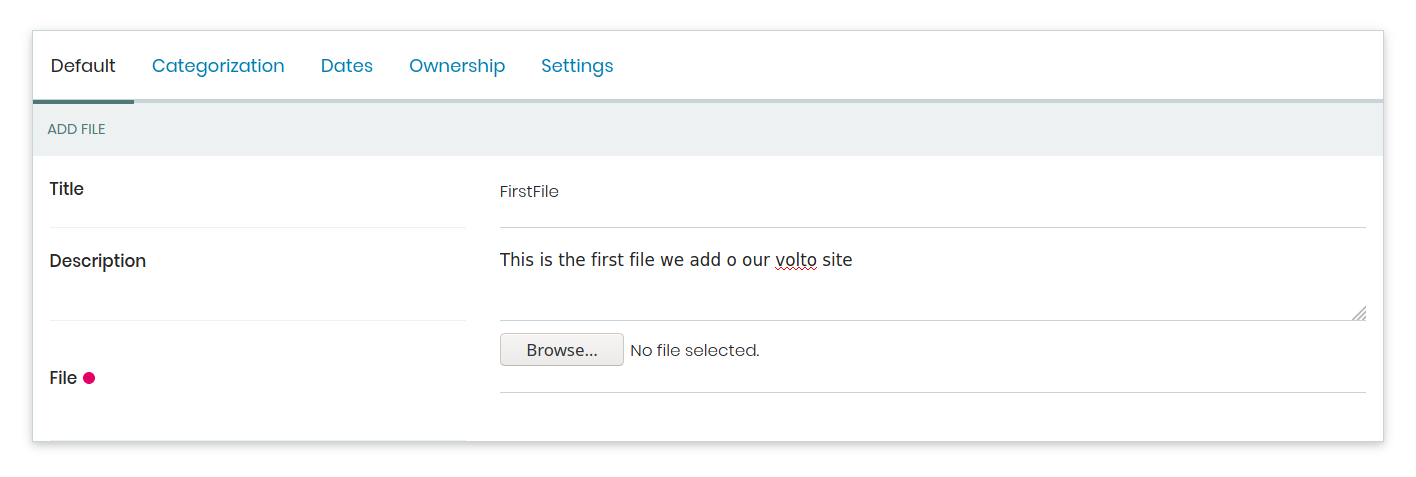 Default Categorization Dates Ownership Settings
ADD FILE
Title FirstFile
Description This is the first file we add o our volto site
Browse... No file selected.
File